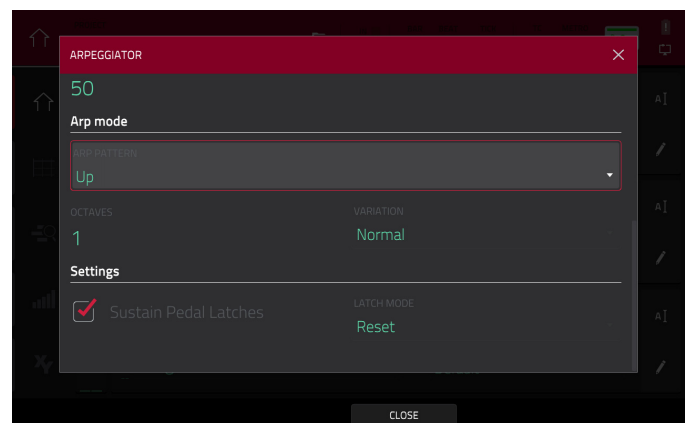 ARPEGGIATOR
50
Arp mode
ARP PATTERN
Up
OCTAVES
VARIATION
1
Normal
Settings
Sustain Pedal Latches
LATCH MODE
Reset
CLOSE